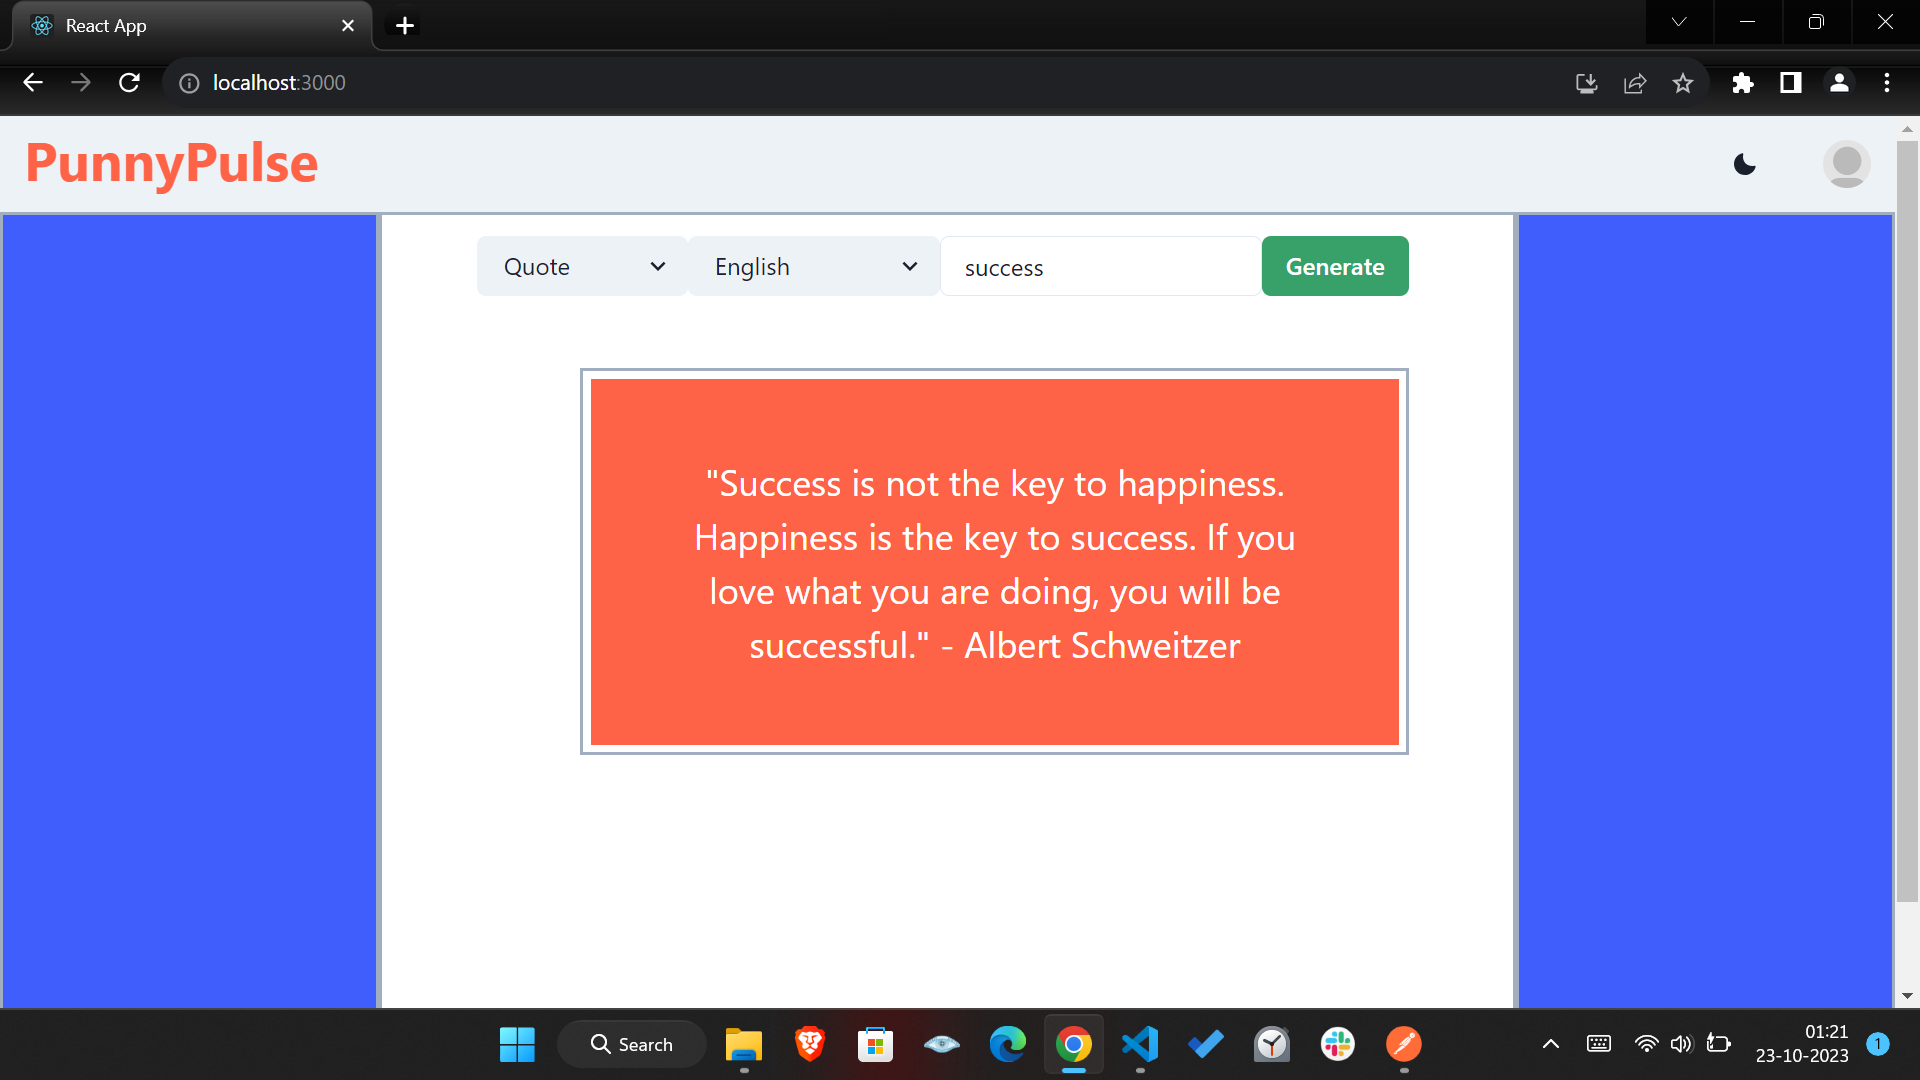 React App
localhost:3000
PunnyPulse
Quote English success Generate
"Success is not the key to happiness.
Happiness is the key to success. If you
love what you are doing, you will be
successful." - Albert Schweitzer
Search
01:21
23-10-2023
1